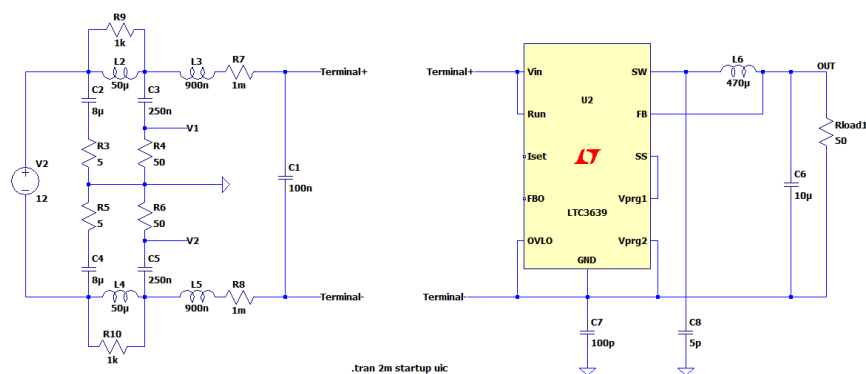 R9
1k
L2
50µ
L3
900n
R7
1m
Terminal+
C2
8µ
C3
250n
V1
R3
5
R4
50
V2
12
C1
100n
R5
5
R6
50
V2
C4
8µ
C5
250n
L4
50µ
L5
900n
R8
1m
Terminal-
R10
1k
Terminal+
Vin
SW
U2
Run
FB
Iset
SS
FBO
LTC3639
Vprg1
OVLO
Vprg2
GND
L6
470µ
OUT
Rload1
50
C6
10µ
Terminal-
C7
100p
C8
5p
.tran 2m startup uic